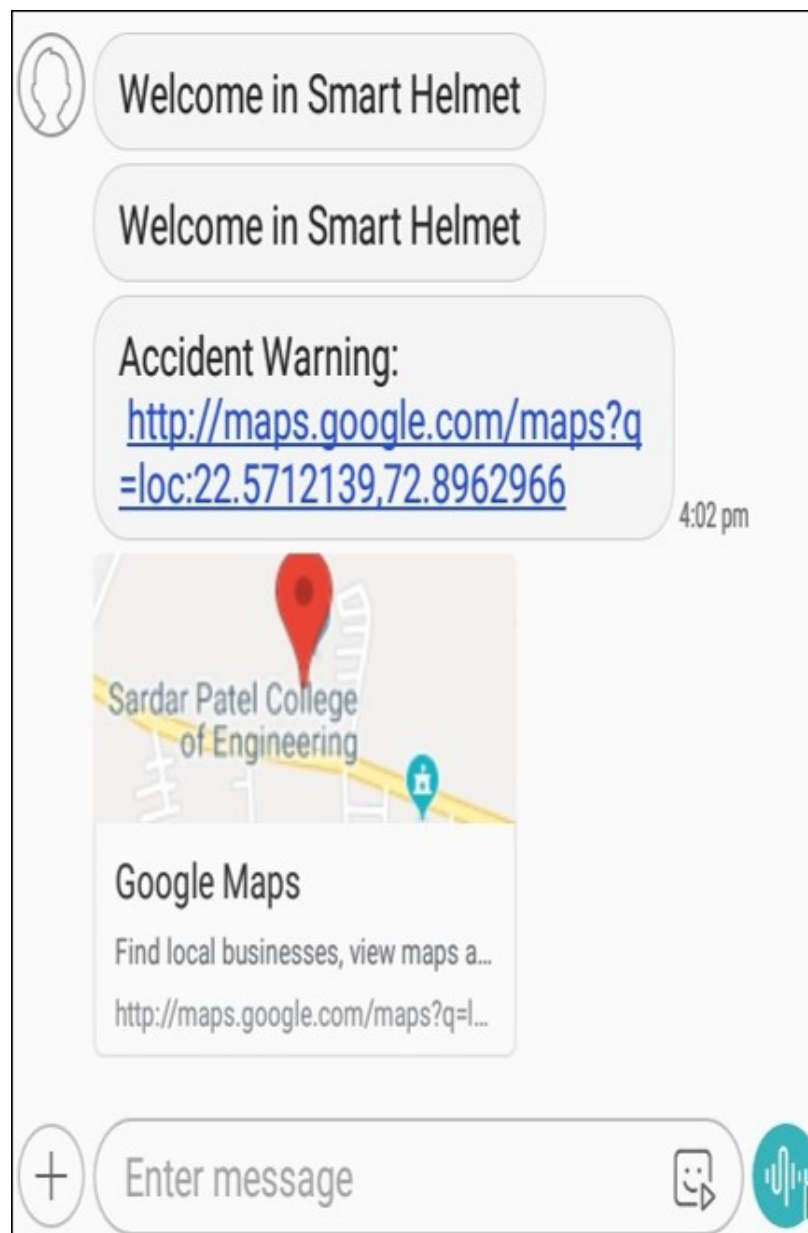 Welcome in Smart Helmet
Welcome in Smart Helmet
Accident Warning:
http://maps.google.com/maps?q
=loc:22.5712139,72.8962966
4:02 pm
Sardar Patel College
of Engineering
Google Maps
Find local businesses, view maps a...
http://maps.google.com/maps?q=l...
Enter message